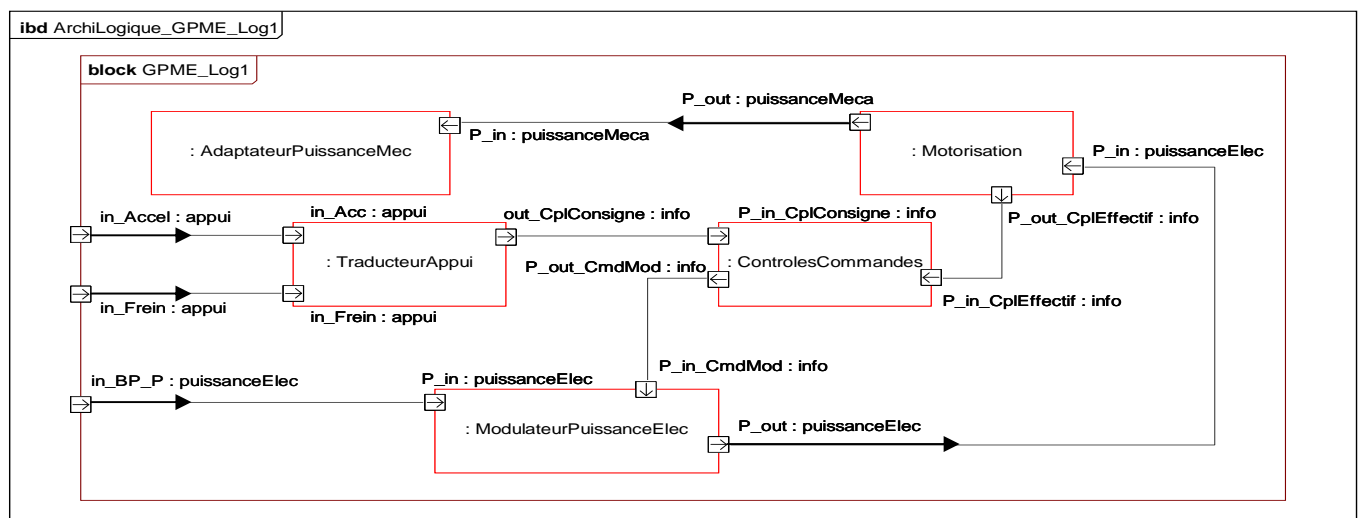 ibd ArchiLogique_GPME_Log1
block GPME_Log1
P_out : puissanceMeca
P_in : puissanceMeca
: AdaptateurPuissanceMec
: Motorisation
P_in : puissanceElec
in_Accel : appui
in_Acc : appui
out_CplConsigne : info
P_in_CplConsigne : info
P_out_CplEffectif : info
: TraducteurAppui
P_out_CmdMod : info
: ControlesCommandes
in_Frein : appui
in_Frein : appui
P_in_CplEffectif : info
P_in_CmdMod : info
in_BP_P : puissanceElec
P_in : puissanceElec
: ModulateurPuissanceElec
P_out : puissanceElec